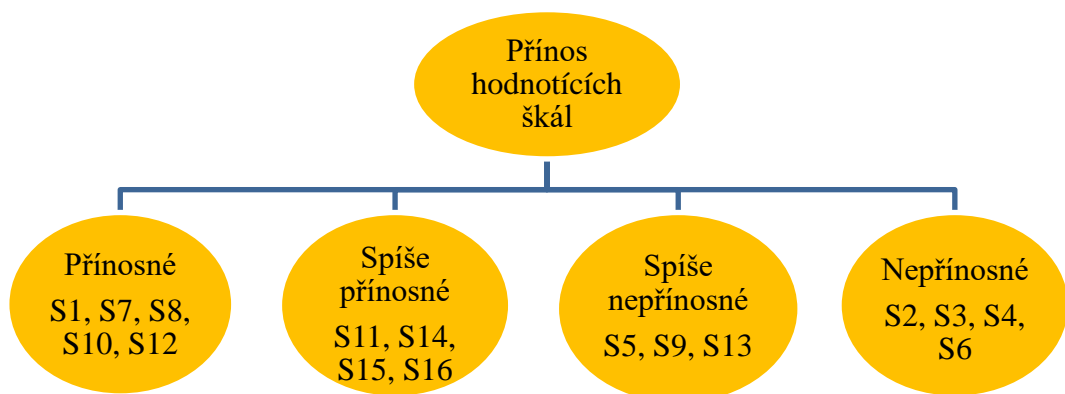 Přínos
hodnotících
škál
Přínosné
S1, S7, S8,
S10, S12
Spíše
přínosné
S11, S14,
S15, S16
Spíše
nepřínosné
S5, S9, S13
Nepřínosné
S2, S3, S4,
S6